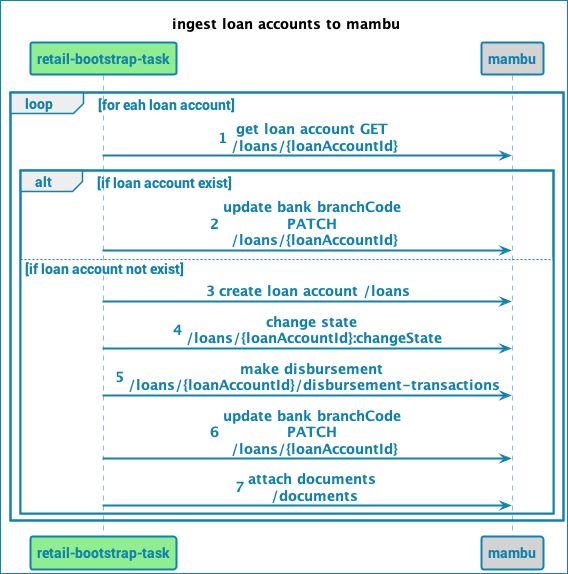 ingest loan accounts to mambu
retail-bootstrap-task
mambu
loop
[for eah loan account]
1 get loan account GET
/loans/{loanAccountId}
alt
[if loan account exist]
update bank branchCode
2 PATCH
/loans/{loanAccountId}
[if loan account not exist]
3 create loan account /loans
4 change state
/loans/{loanAccountId}:changeState
5 make disbursement
/loans/{loanAccountId}/disbursement-transactions
update bank branchCode
6 PATCH
/loans/{loanAccountId}
7 attach documents
/documents
retail-bootstrap-task
mambu